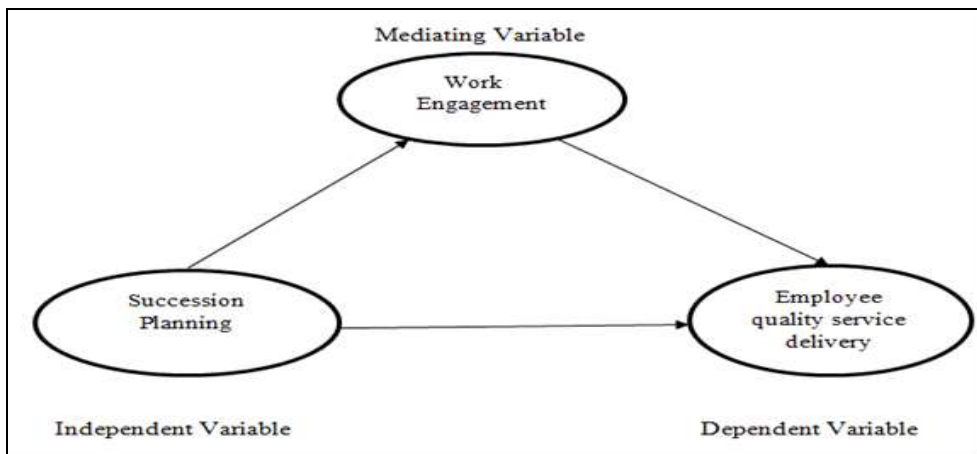 Mediating Variable
Work
Engagement
Succession
Planning
Employee
quality service
delivery
Independent Variable
Dependent Variable